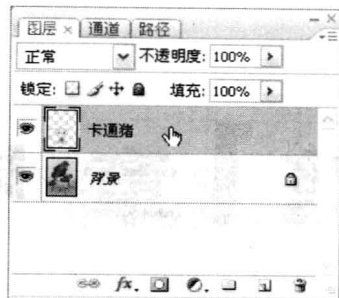 图层 × 通道 路径
正常 不透明度: 100%
锁定: 填充: 100%
卡通猪
背景
fx.